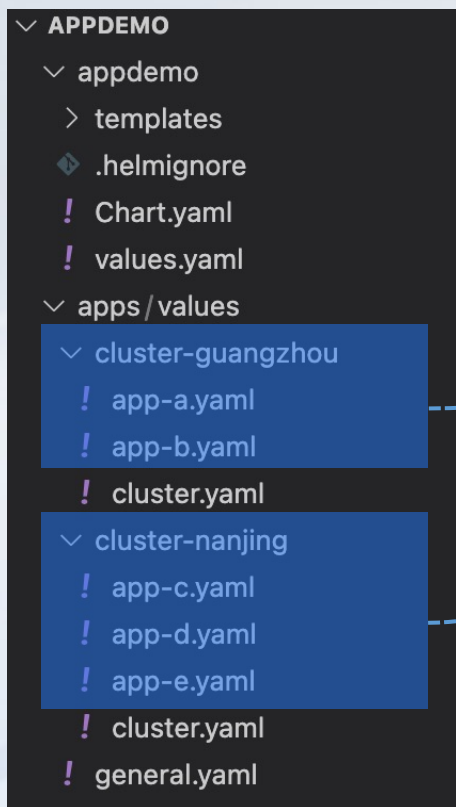 APPDEMO
appdemo
templates
.helmignore
! Chart.yaml
! values.yaml
apps/values
cluster-guangzhou
! app-a.yaml
! app-b.yaml
! cluster.yaml
cluster-nanjing
! app-c.yaml
! app-d.yaml
! app-e.yaml
! cluster.yaml
! general.yaml